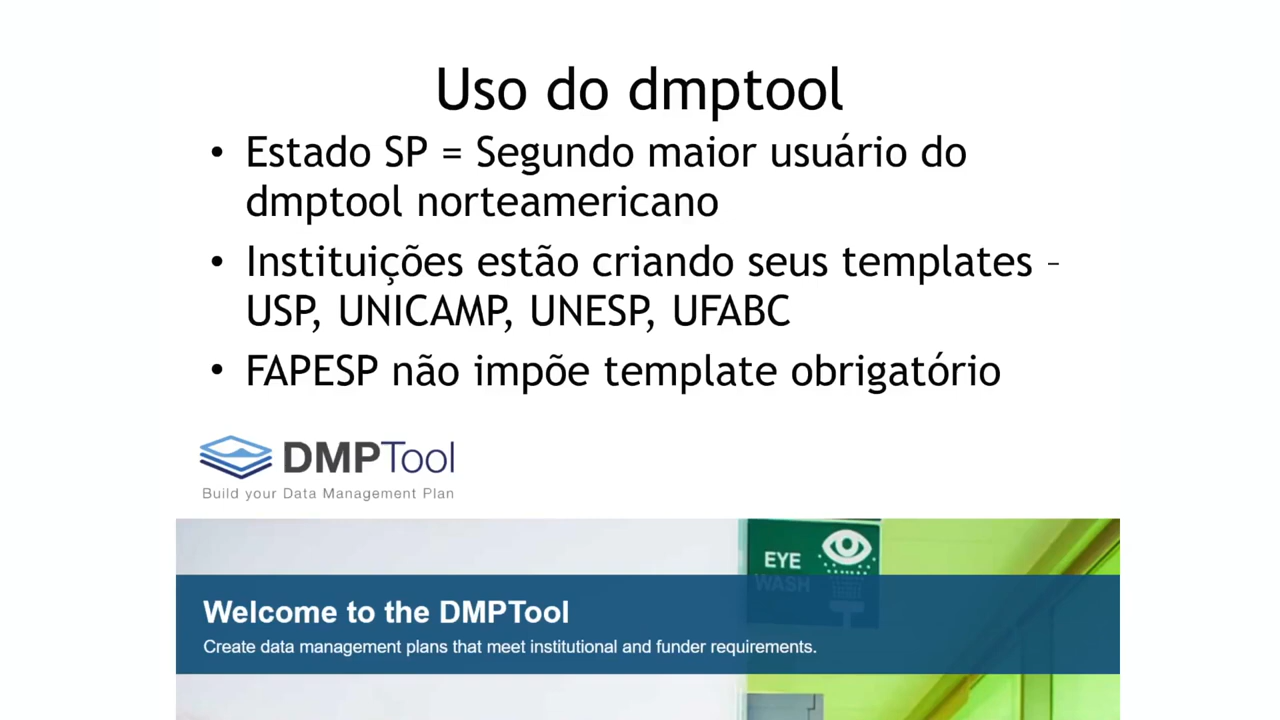 Uso do dmptool
• Estado SP = Segundo maior usuário do
dmptool norteamericano
• Instituições estão criando seus templates –
USP, UNICAMP, UNESP, UFABC
• FAPESP não impõe template obrigatório
DMPTool
Build your Data Management Plan
EYE
WASH
Welcome to the DMPTool
Create data management plans that meet institutional and funder requirements.